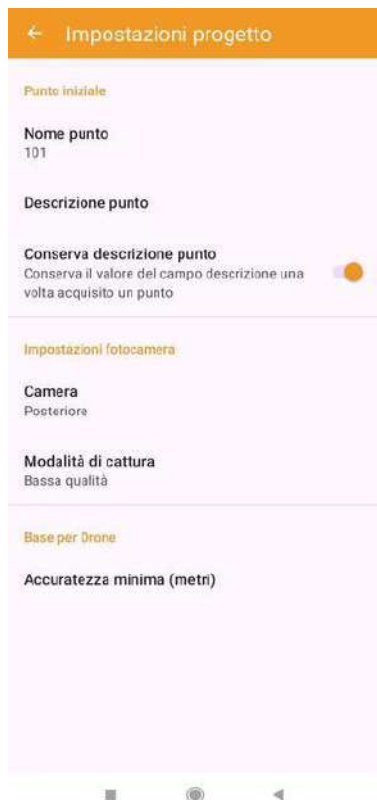 Impostazioni progetto
Punto iniziale
Nome punto
101
Descrizione punto
Conserva descrizione punto
Conserva il valore del campo descrizione una
volta acquisito un punto
Impostazioni fotocamera
Camera
Posteriore
Modalità di cattura
Bassa qualità
Base per Drone
Accuratezza minima (metri)